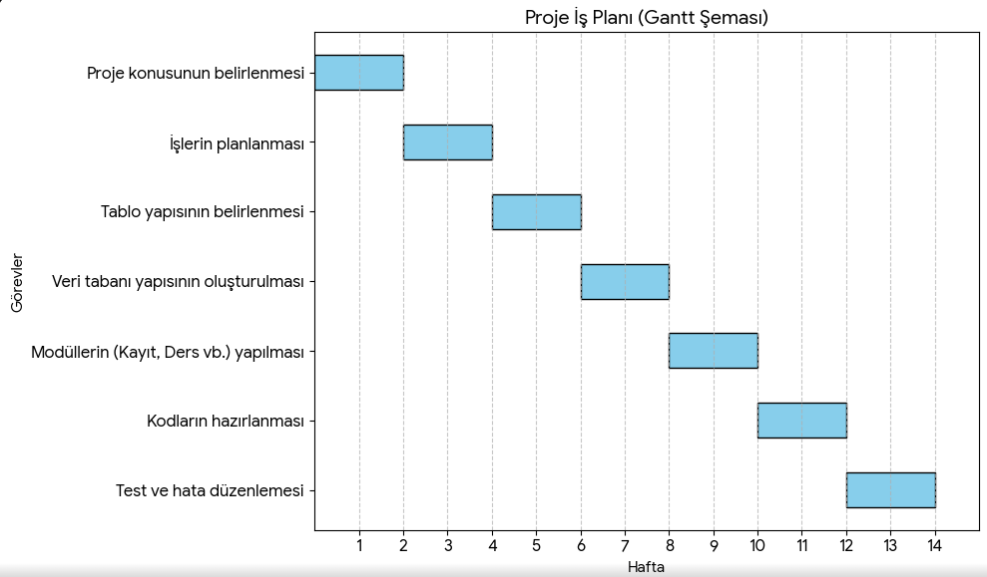 Proje İş Planı (Gantt Şeması)
Proje konusunun belirlenmesi
İşlerin planlanması
Tablo yapısının belirlenmesi
Veri tabanı yapısının oluşturulması
Modüllerin (Kayıt, Ders vb.) yapılması
Kodların hazırlanması
Test ve hata düzenlemesi
Görevler
1 2 3 4 5 6 7 8 9 10 11 12 13 14
Hafta